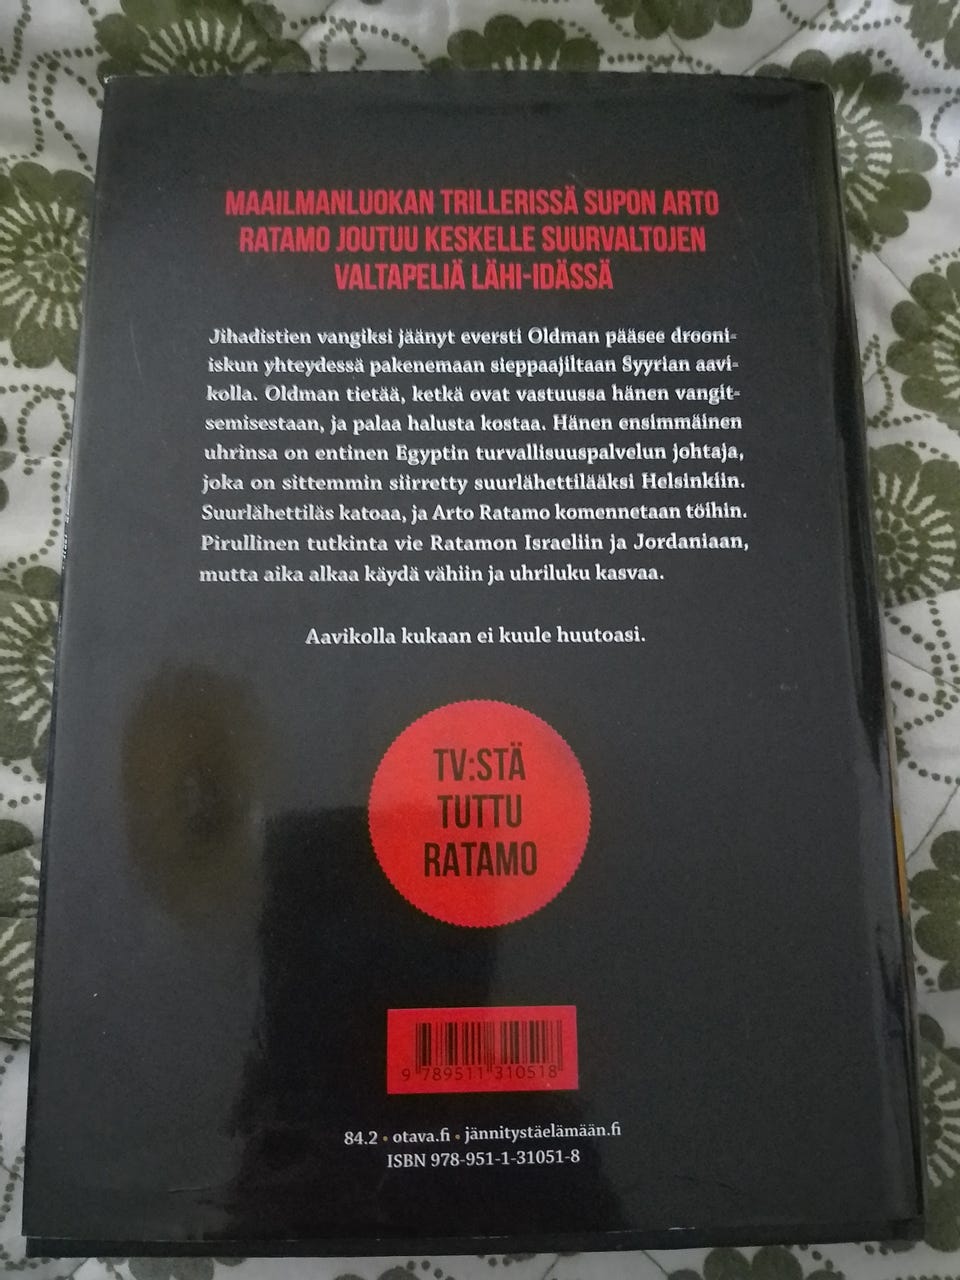 MAAILMANLUOKAN TRILLERISSÄ SUPON ARTO
RATAMO JOUTUU KESKELLE SUURVALTOJEN
VALTAPELIÄ LÄHI-IDÄSSÄ
Jihadistien vangiksi jäänyt eversti Oldman pääsee drooni-
iskun yhteydessä pakenemaan sieppaajiltaan Syyrian aavi-
kolla. Oldman tietää, ketkä ovat vastuussa hänen vangit-
semisestaan, ja palaa halusta kostaa. Hänen ensimmäinen
uhrinsa on entinen Egyptin turvallisuuspalvelun johtaja,
joka on sittemmin siirretty suurlähettilääksi Helsinkiin.
Suurlähettiläs katoaa, ja Arto Ratamo komennetaan töihin.
Pirullinen tutkinta vie Ratamon Israeliin ja Jordaniaan,
mutta aika alkaa käydä vähiin ja uhriluku kasvaa.
Aavikolla kukaan ei kuule huutoasi.
TV:STÄ
TUTTU
RATAMO
9 789511 310518
84.2 • otava.fi • jännitystäelämään.fi
ISBN 978-951-1-31051-8